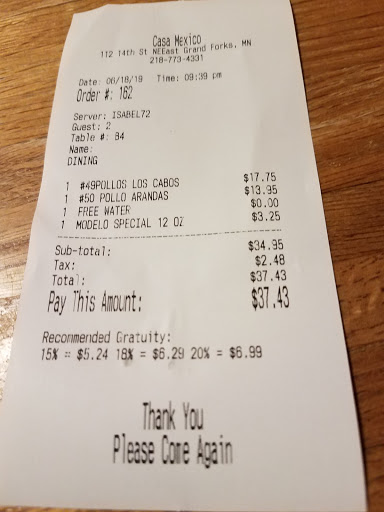 Casa Mexico
112 14th St NEEast Grand Forks, MN
218-773-4331
Date: 06/18/19 Time: 09:39 pm
Order #: 162
Server: ISABEL72
Guest: 2
Table #: 84
Name:
DINING
1 #49POLLOS LOS CABOS $17.75
1 #50 POLLO ARANDAS $13.95
1 FREE WATER $0.00
1 MODELO SPECIAL 12 OZ $3.25
Sub-total: $34.95
Tax: $2.48
Total: $37.43
Pay This Amount: $37.43
Recommended Gratuity:
15% = $5.24 18% = $6.29 20% = $6.99
Thank You
Please Come Again